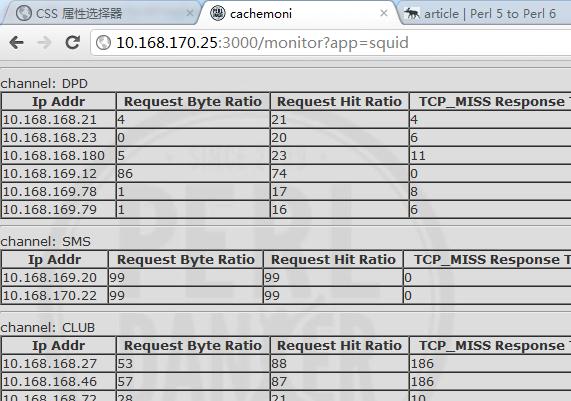 CSS 属性选择器
cachemoni
article | Perl 5 to Perl 6
10.168.170.25:3000/monitor?app=squid
channel: DPD
Ip Addr Request Byte Ratio Request Hit Ratio TCP_MISS Response T
10.168.168.21 4 21 4
10.168.168.23 0 20 6
10.168.168.180 5 23 11
10.168.169.12 86 74 0
10.168.169.78 1 17 8
10.168.169.79 1 16 6
channel: SMS
Ip Addr Request Byte Ratio Request Hit Ratio TCP_MISS Response T
10.168.169.20 99 99 0
10.168.170.22 99 99 0
channel: CLUB
Ip Addr Request Byte Ratio Request Hit Ratio TCP_MISS Response T
10.168.168.27 53 88 186
10.168.168.46 57 87 186
10.168.168.72 28 21 10
PERL
DANCER